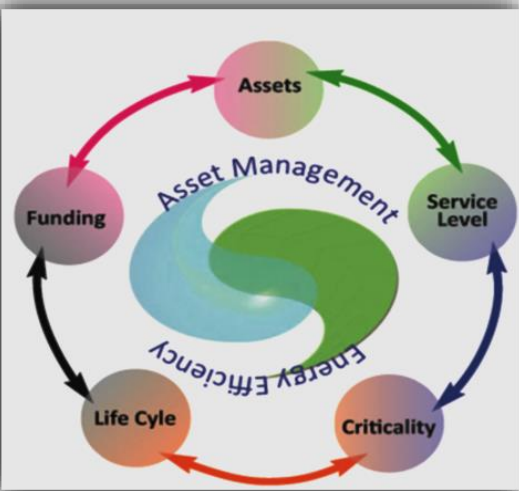 Assets
Asset Management
Funding
Service
Level
Energy Efficiency
Life Cyle
Criticality